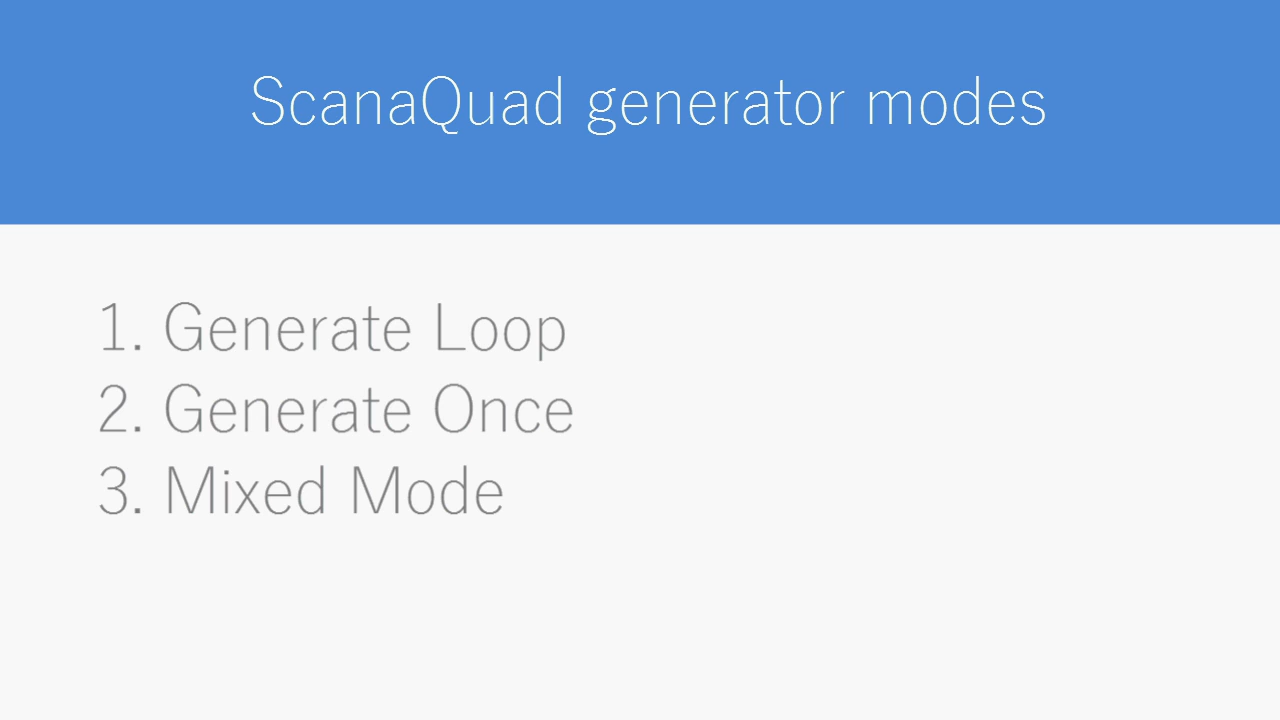 ScanaQuad generator modes
1. Generate Loop
2. Generate Once
3. Mixed Mode